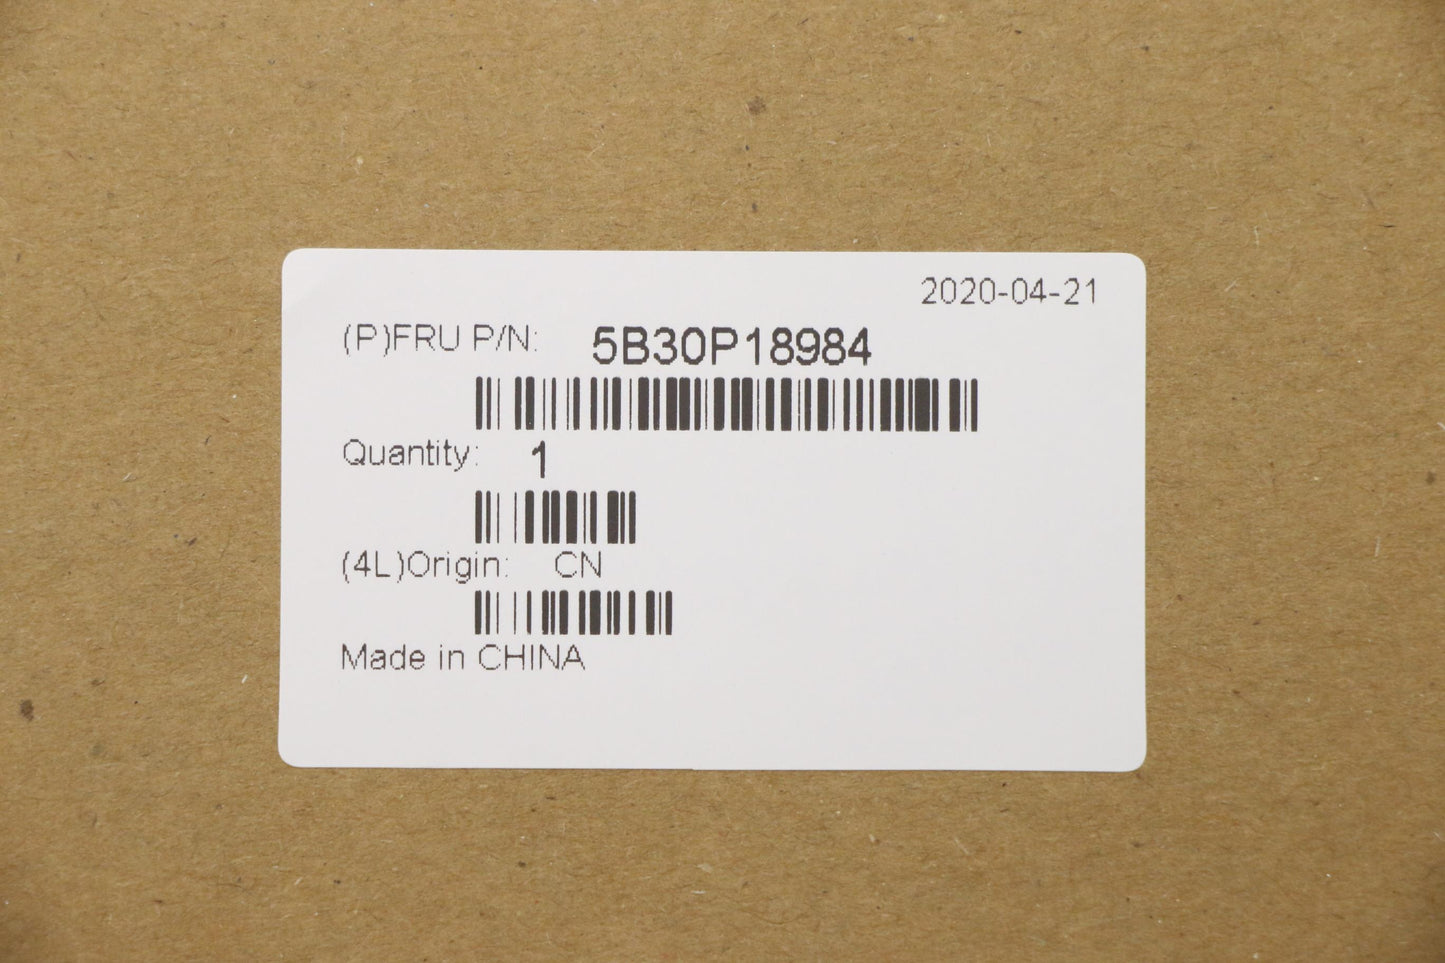 2020-04-21
(P)FRU P/N: 5B30P18984
Quantity: 1
(4L)Origin: CN
Made in CHINA